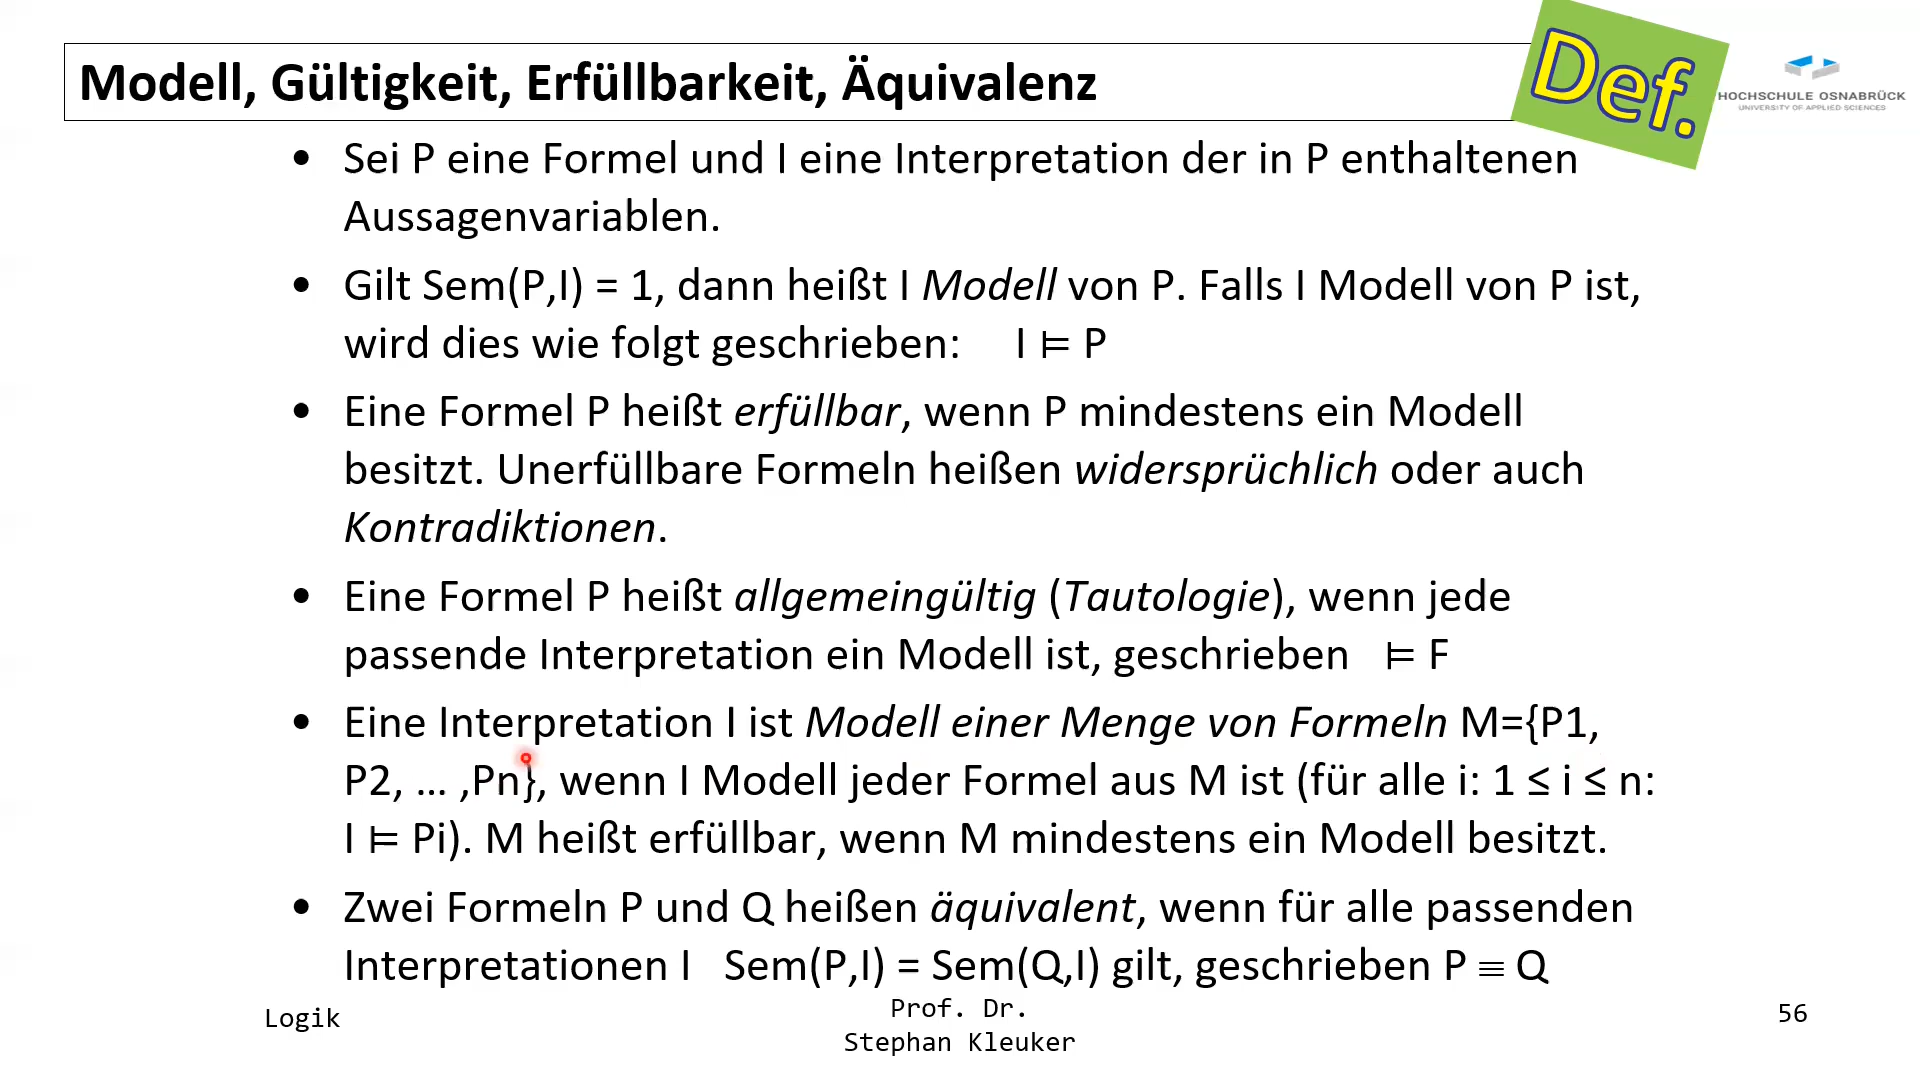 Modell, Gültigkeit, Erfüllbarkeit, Äquivalenz
Def.
HOCHSCHULE OSNABRÜCK
UNIVERSITY OF APPLIED SCIENCES
• Sei P eine Formel und I eine Interpretation der in P enthaltenen
Aussagenvariablen.
• Gilt Sem(P,I) = 1, dann heißt I Modell von P. Falls I Modell von P ist,
wird dies wie folgt geschrieben: I ⊨ P
• Eine Formel P heißt erfüllbar, wenn P mindestens ein Modell
besitzt. Unerfüllbare Formeln heißen widersprüchlich oder auch
Kontradiktionen.
• Eine Formel P heißt allgemeingültig (Tautologie), wenn jede
passende Interpretation ein Modell ist, geschrieben ⊨ F
• Eine Interpretation I ist Modell einer Menge von Formeln M={P1,
P2, … ,Pn}, wenn I Modell jeder Formel aus M ist (für alle i: 1 ≤ i ≤ n:
I ⊨ Pi). M heißt erfüllbar, wenn M mindestens ein Modell besitzt.
• Zwei Formeln P und Q heißen äquivalent, wenn für alle passenden
Interpretationen I Sem(P,I) = Sem(Q,I) gilt, geschrieben P ≡ Q
Logik
Prof. Dr.
Stephan Kleuker
56